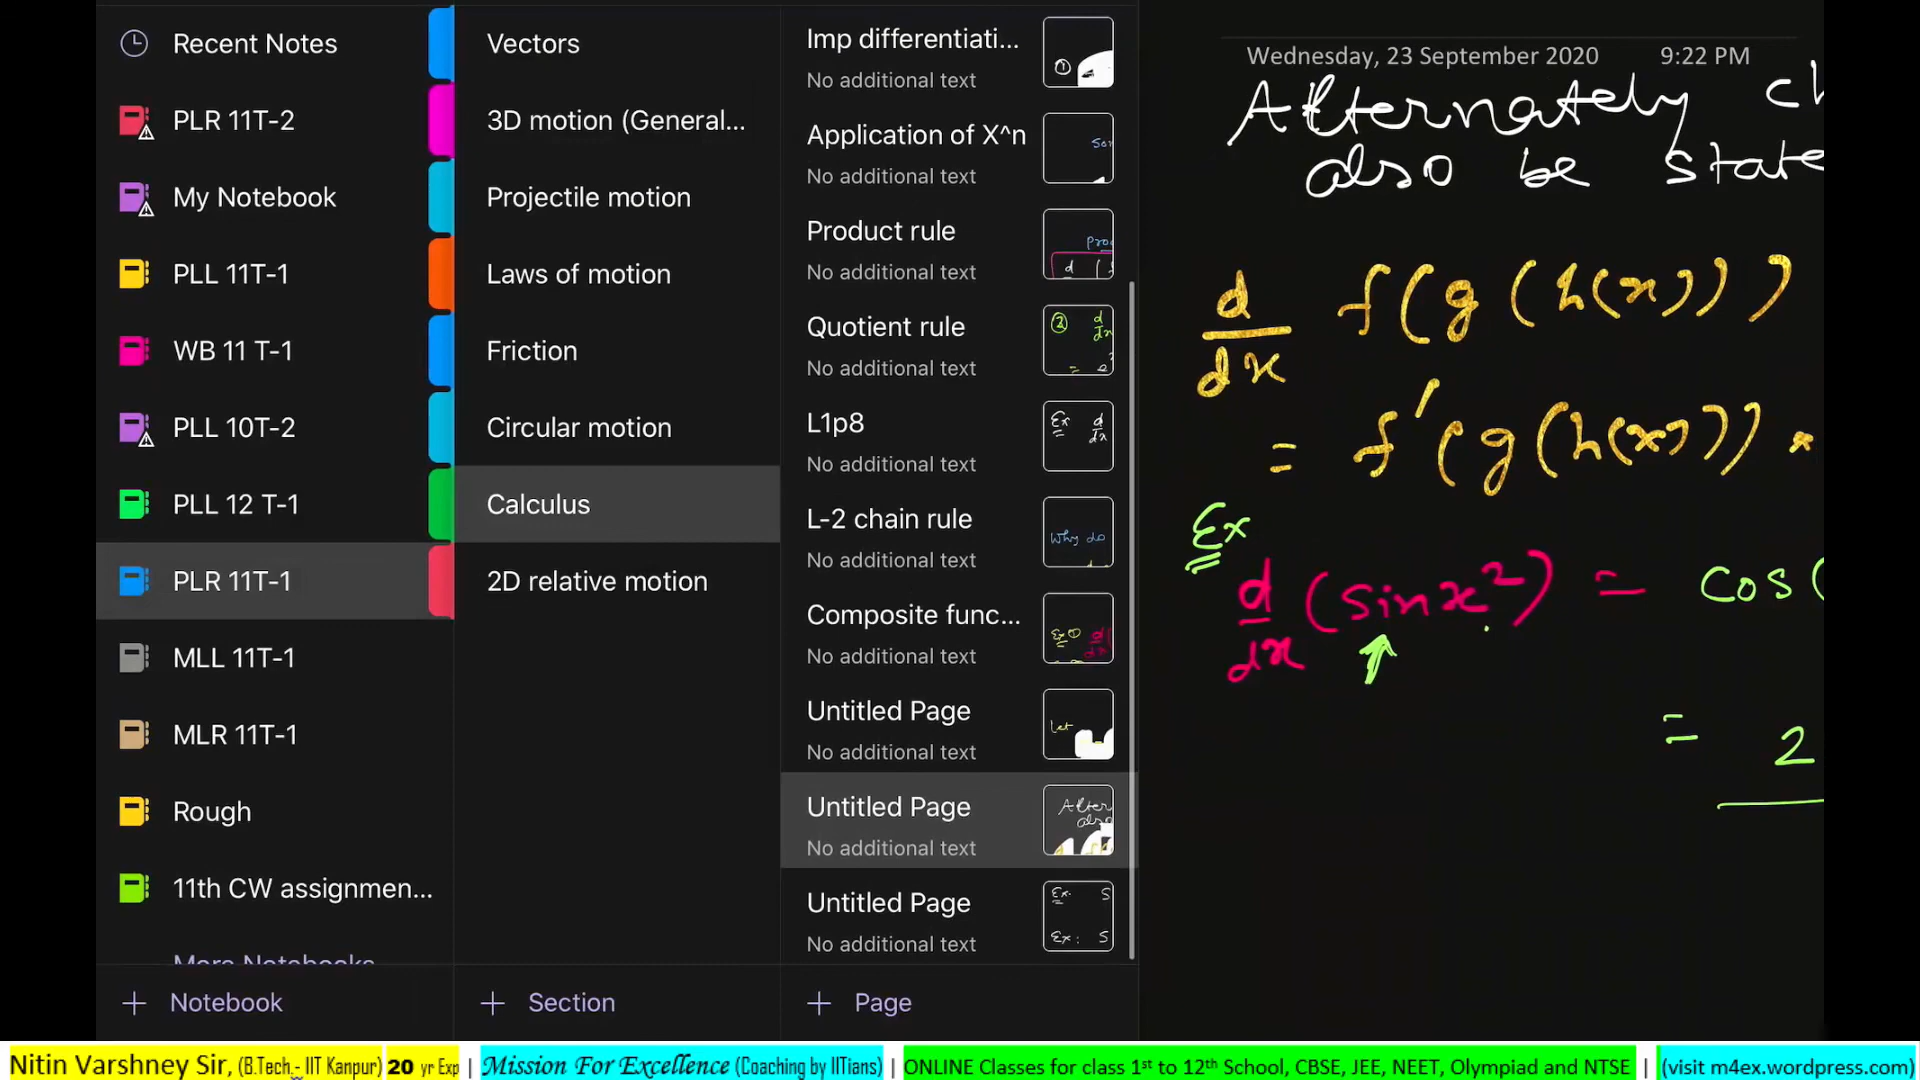 Recent Notes
PLR 11T-2
My Notebook
PLL 11T-1
WB 11 T-1
PLL 10T-2
PLL 12 T-1
PLR 11T-1
MLL 11T-1
MLR 11T-1
Rough
11th CW assignmen...
More Notebooks
+ Notebook
Vectors
3D motion (General...
Projectile motion
Laws of motion
Friction
Circular motion
Calculus
2D relative motion
+ Section
Imp differentiati...
No additional text
Application of X^n
No additional text
Product rule
No additional text
Quotient rule
No additional text
L1p8
No additional text
L-2 chain rule
No additional text
Composite func...
No additional text
Untitled Page
No additional text
Untitled Page
No additional text
Untitled Page
No additional text
+ Page
Wednesday, 23 September 2020 9:22 PM
Alternately ch
also be state
d/dx f(g(h(x)))
= f'(g(h(x))) *
Ex
d/dx (sinx²) = cos(
= 2
Nitin Varshney Sir, (B.Tech.- IIT Kanpur) 20 yr Exp | Mission For Excellence (Coaching by IITians) | ONLINE Classes for class 1st to 12th School, CBSE, JEE, NEET, Olympiad and NTSE | (visit m4ex.wordpress.com)